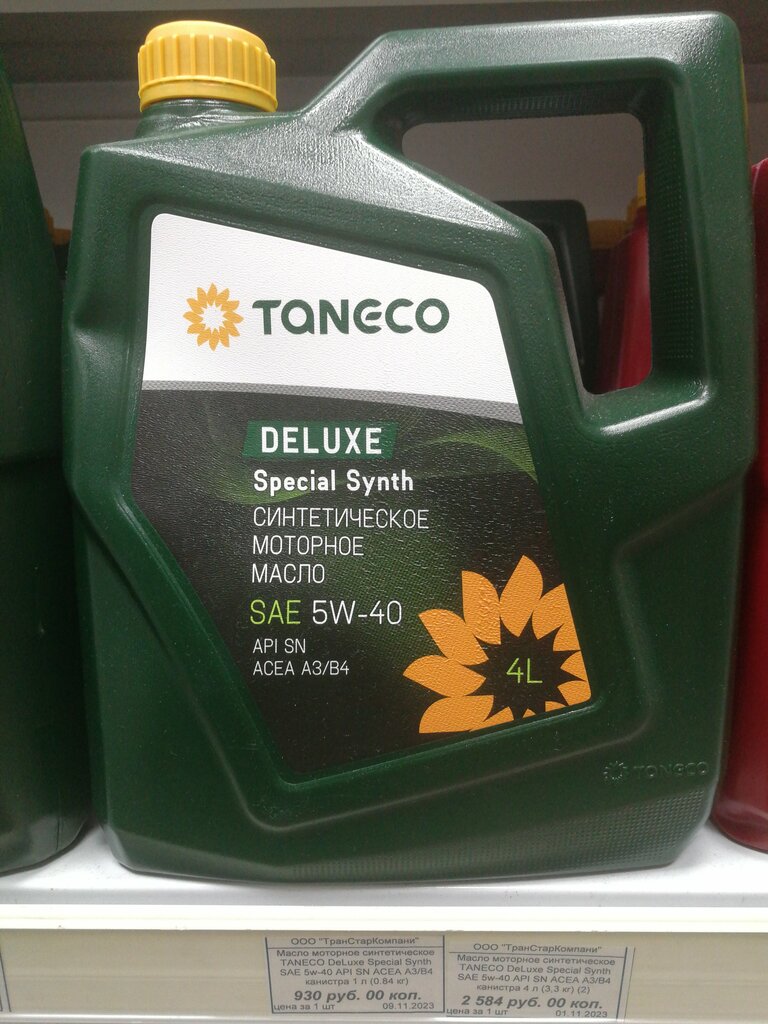 TANECO
DELUXE
Special Synth
СИНТЕТИЧЕСКОЕ
МОТОРНОЕ
МАСЛО
SAE 5W-40
API SN
ACEA A3/B4
4L
TANECO
ООО "ТранСтарКомпани"
Масло моторное синтетическое
TANECO DeLuxe Special Synth
SAE 5w-40 API SN ACEA A3/B4
канистра 1 л (0.84 кг)
930 руб. 00 коп.
цена за 1 шт 09.11.2023
ООО "ТранСтарКомпани"
Масло моторное синтетическое
TANECO DeLuxe Special Synth
SAE 5w-40 API SN ACEA A3/B4
канистра 4 л (3,3 кг) (2)
2 584 руб. 00 коп.
цена за 1 шт 01.11.2023